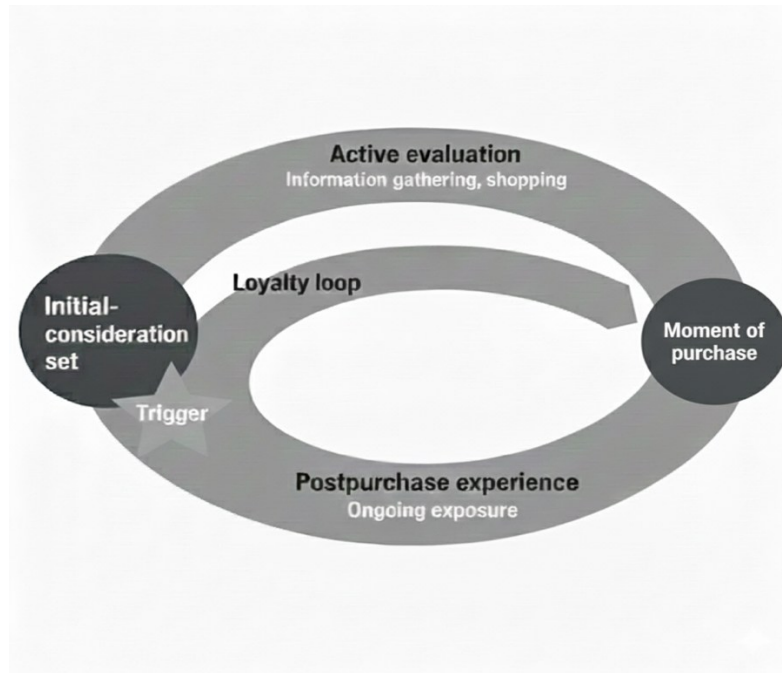 Active evaluation
Information gathering, shopping
Loyalty loop
Initial-
consideration
set
Moment of
purchase
Trigger
Postpurchase experience
Ongoing exposure